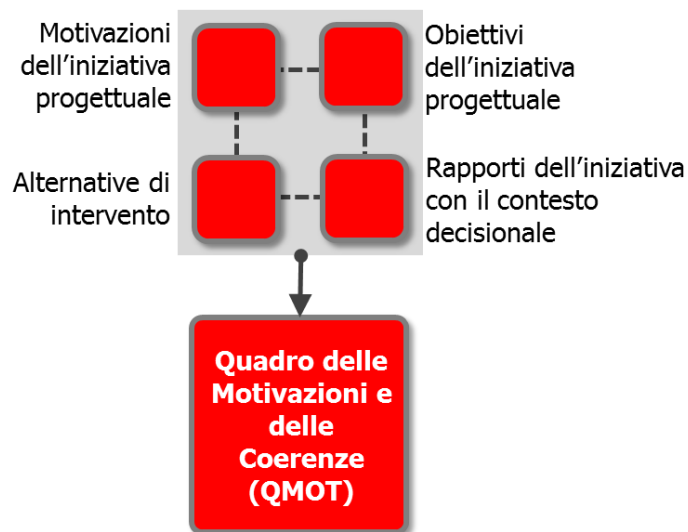 Motivazioni
dell'iniziativa
progettuale
Obiettivi
dell'iniziativa
progettuale
Alternative di
intervento
Rapporti dell'iniziativa
con il contesto
decisionale
Quadro delle
Motivazioni e
delle
Coerenze
(QMOT)